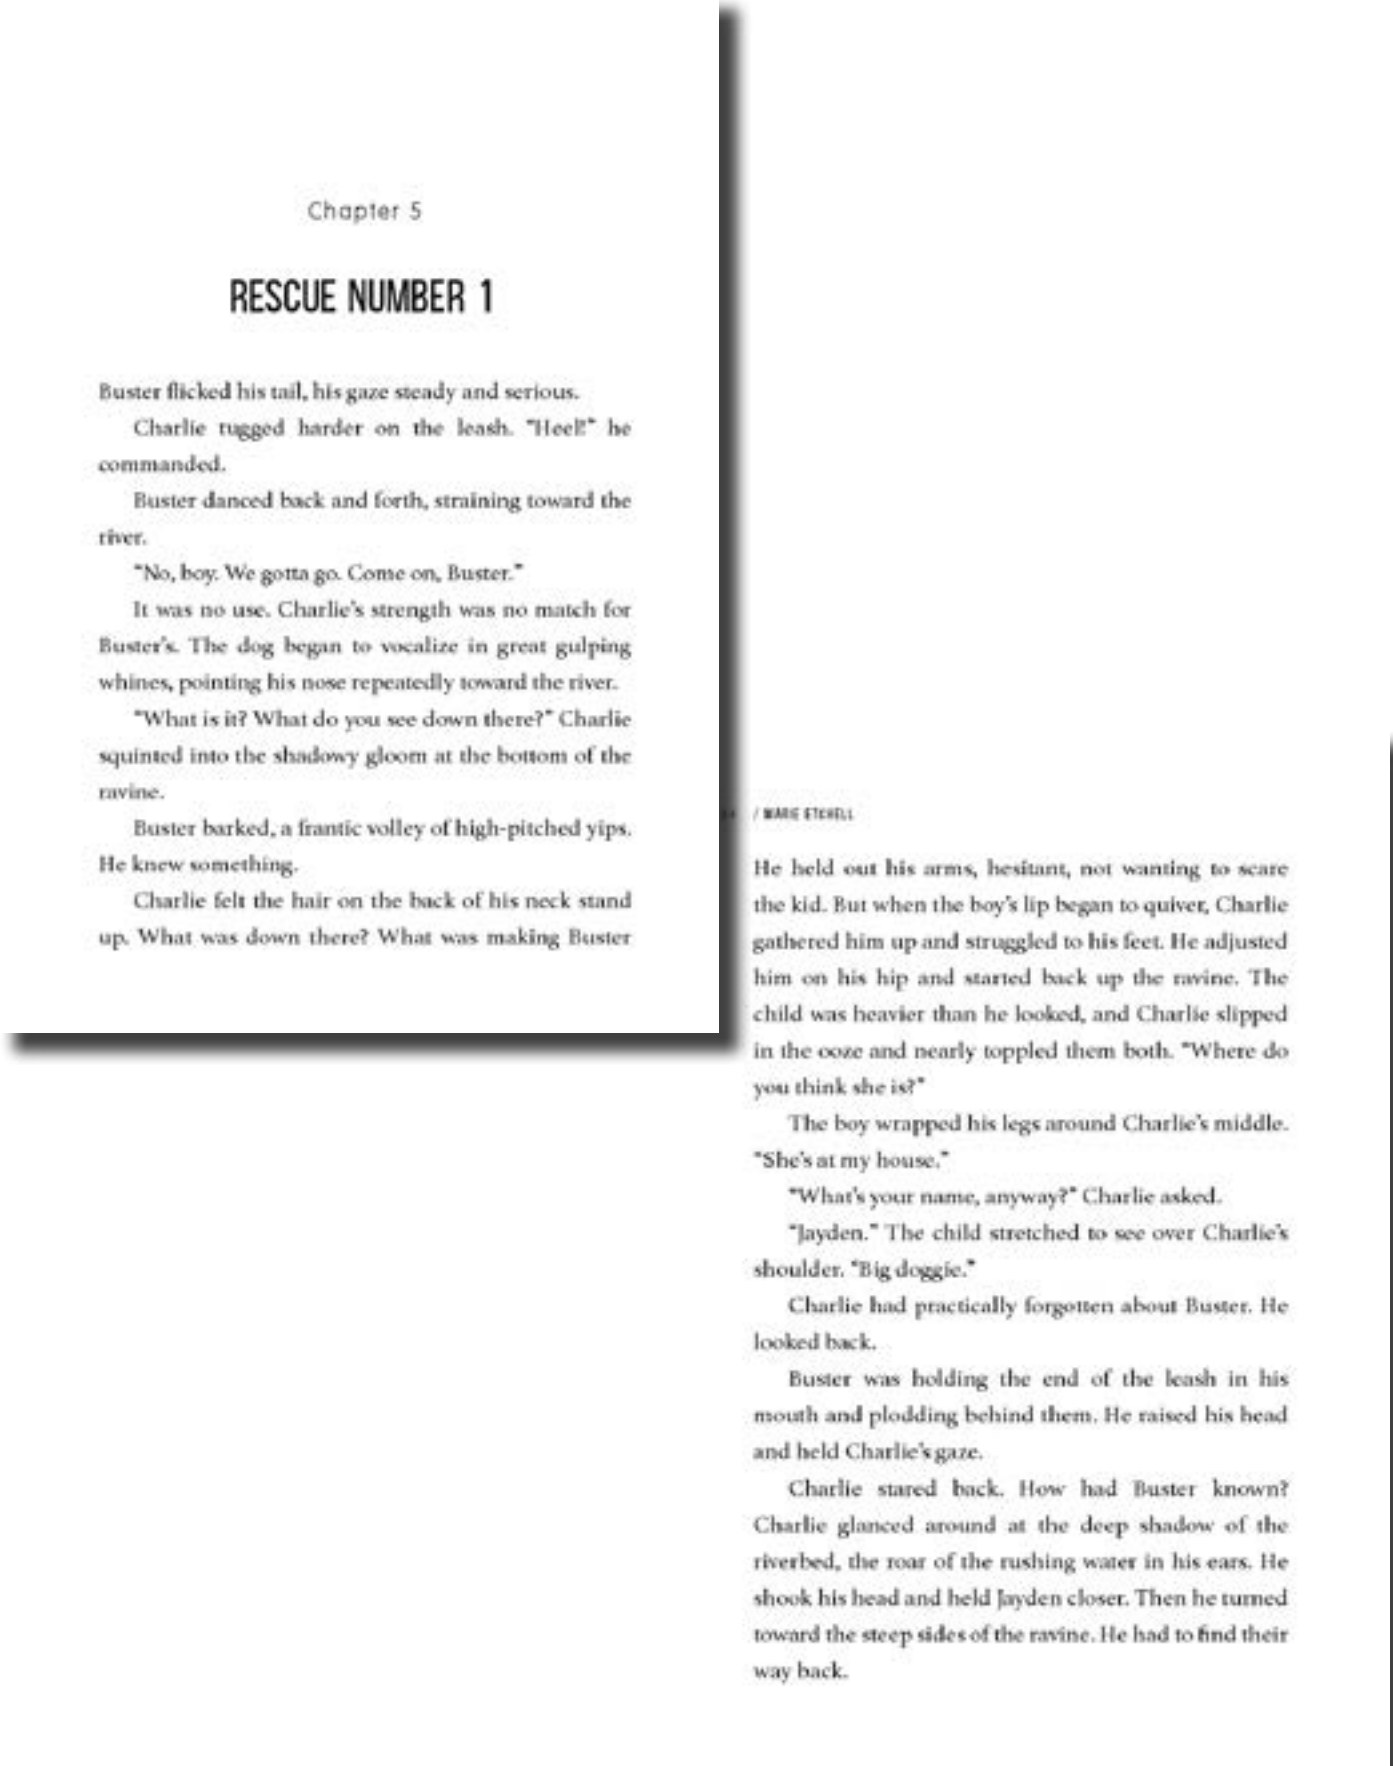 Chapter 5
RESCUE NUMBER 1
Buster flicked his tail, his gaze steady and serious.
Charlie tugged harder on the leash. “Heel!” he
commanded.
Buster danced back and forth, straining toward the
river.
“No, boy. We gotta go. Come on, Buster.”
It was no use. Charlie’s strength was no match for
Buster’s. The dog began to vocalize in great gulping
whines, pointing his nose repeatedly toward the river.
“What is it? What do you see down there?” Charlie
squinted into the shadowy gloom at the bottom of the
ravine.
Buster barked, a frantic volley of high-pitched yips.
He knew something.
Charlie felt the hair on the back of his neck stand
up. What was down there? What was making Buster
/ MARIE ETCHELL
He held out his arms, hesitant, not wanting to scare
the kid. But when the boy’s lip began to quiver, Charlie
gathered him up and struggled to his feet. He adjusted
him on his hip and started back up the ravine. The
child was heavier than he looked, and Charlie slipped
in the ooze and nearly toppled them both. “Where do
you think she is?”
The boy wrapped his legs around Charlie’s middle.
“She’s at my house.”
“What’s your name, anyway?” Charlie asked.
“Jayden.” The child stretched to see over Charlie’s
shoulder. “Big doggie.”
Charlie had practically forgotten about Buster. He
looked back.
Buster was holding the end of the leash in his
mouth and plodding behind them. He raised his head
and held Charlie’s gaze.
Charlie stared back. How had Buster known?
Charlie glanced around at the deep shadow of the
riverbed, the roar of the rushing water in his ears. He
shook his head and held Jayden closer. Then he turned
toward the steep sides of the ravine. He had to find their
way back.